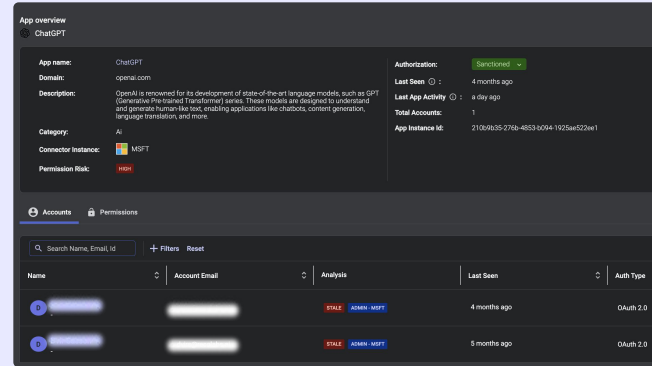 App overview
ChatGPT
App name: ChatGPT
Domain: openai.com
Description: OpenAI is renowned for its development of state-of-the-art language models, such as GPT
(Generative Pre-trained Transformer) series. These models are designed to understand
and generate human-like text, enabling applications like chatbots, content generation,
language translation, and more.
Category: Ai
Connector Instance: MSFT
Permission Risk: HIGH
Authorization: Sanctioned
Last Seen : 4 months ago
Last App Activity : a day ago
Total Accounts: 1
App Instance Id: 210b9b35-276b-4853-b094-1925ae522ee1
Accounts Permissions
Search Name, Email, Id + Filters Reset
Name Account Email Analysis Last Seen Auth Type
D STALE ADMIN - MSFT 4 months ago OAuth 2.0
-
D STALE ADMIN - MSFT 5 months ago OAuth 2.0
-